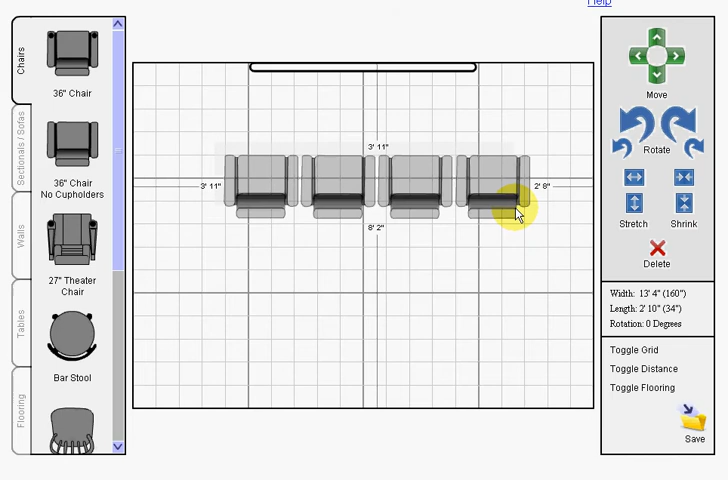 Help
Chairs
Sectionals / Sofas
Walls
Tables
Flooring
36" Chair
36" Chair
No Cupholders
27" Theater
Chair
Bar Stool
3' 11"
3' 11"
2' 8"
8' 2"
Move
Rotate
Stretch
Shrink
Delete
Width: 13' 4" (160")
Length: 2' 10" (34")
Rotation: 0 Degrees
Toggle Grid
Toggle Distance
Toggle Flooring
Save